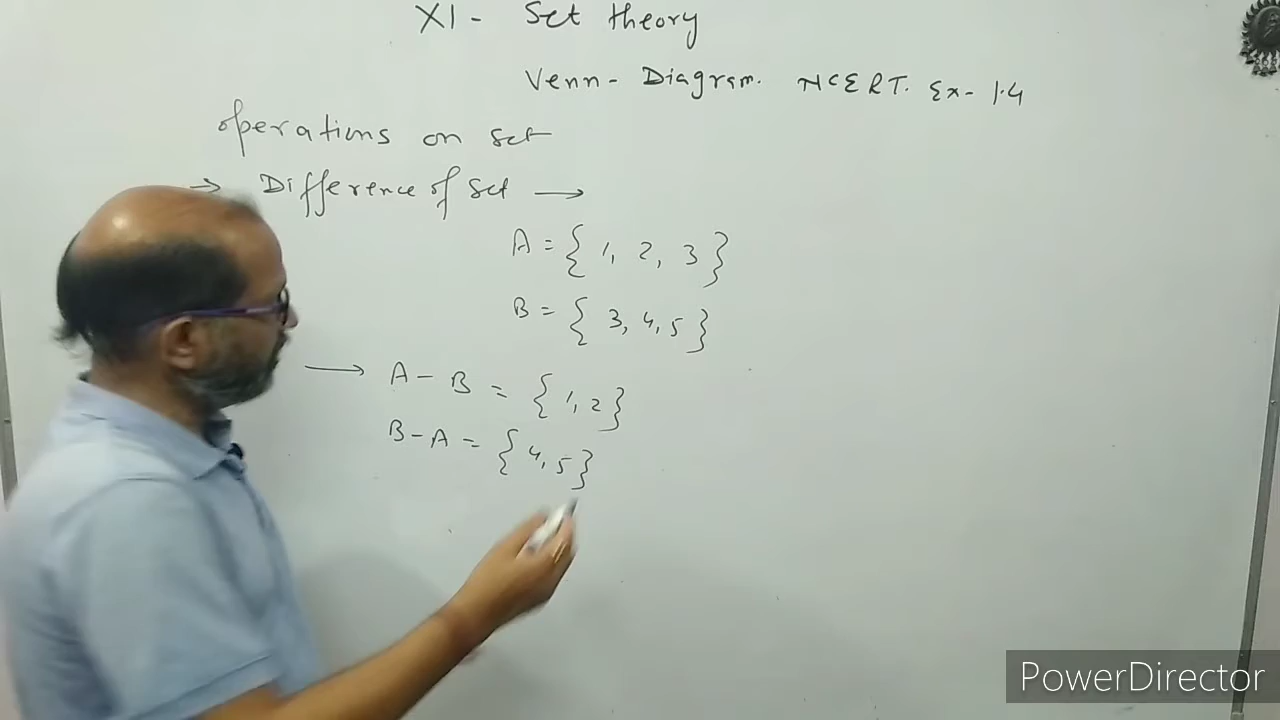 XI - Set theory
Venn - Diagram. NCERT. Ex - 1.4
operations on set
→ Difference of set →
A = { 1, 2, 3 }
B = { 3, 4, 5 }
→ A - B = { 1, 2 }
B - A = { 4, 5 }
PowerDirector